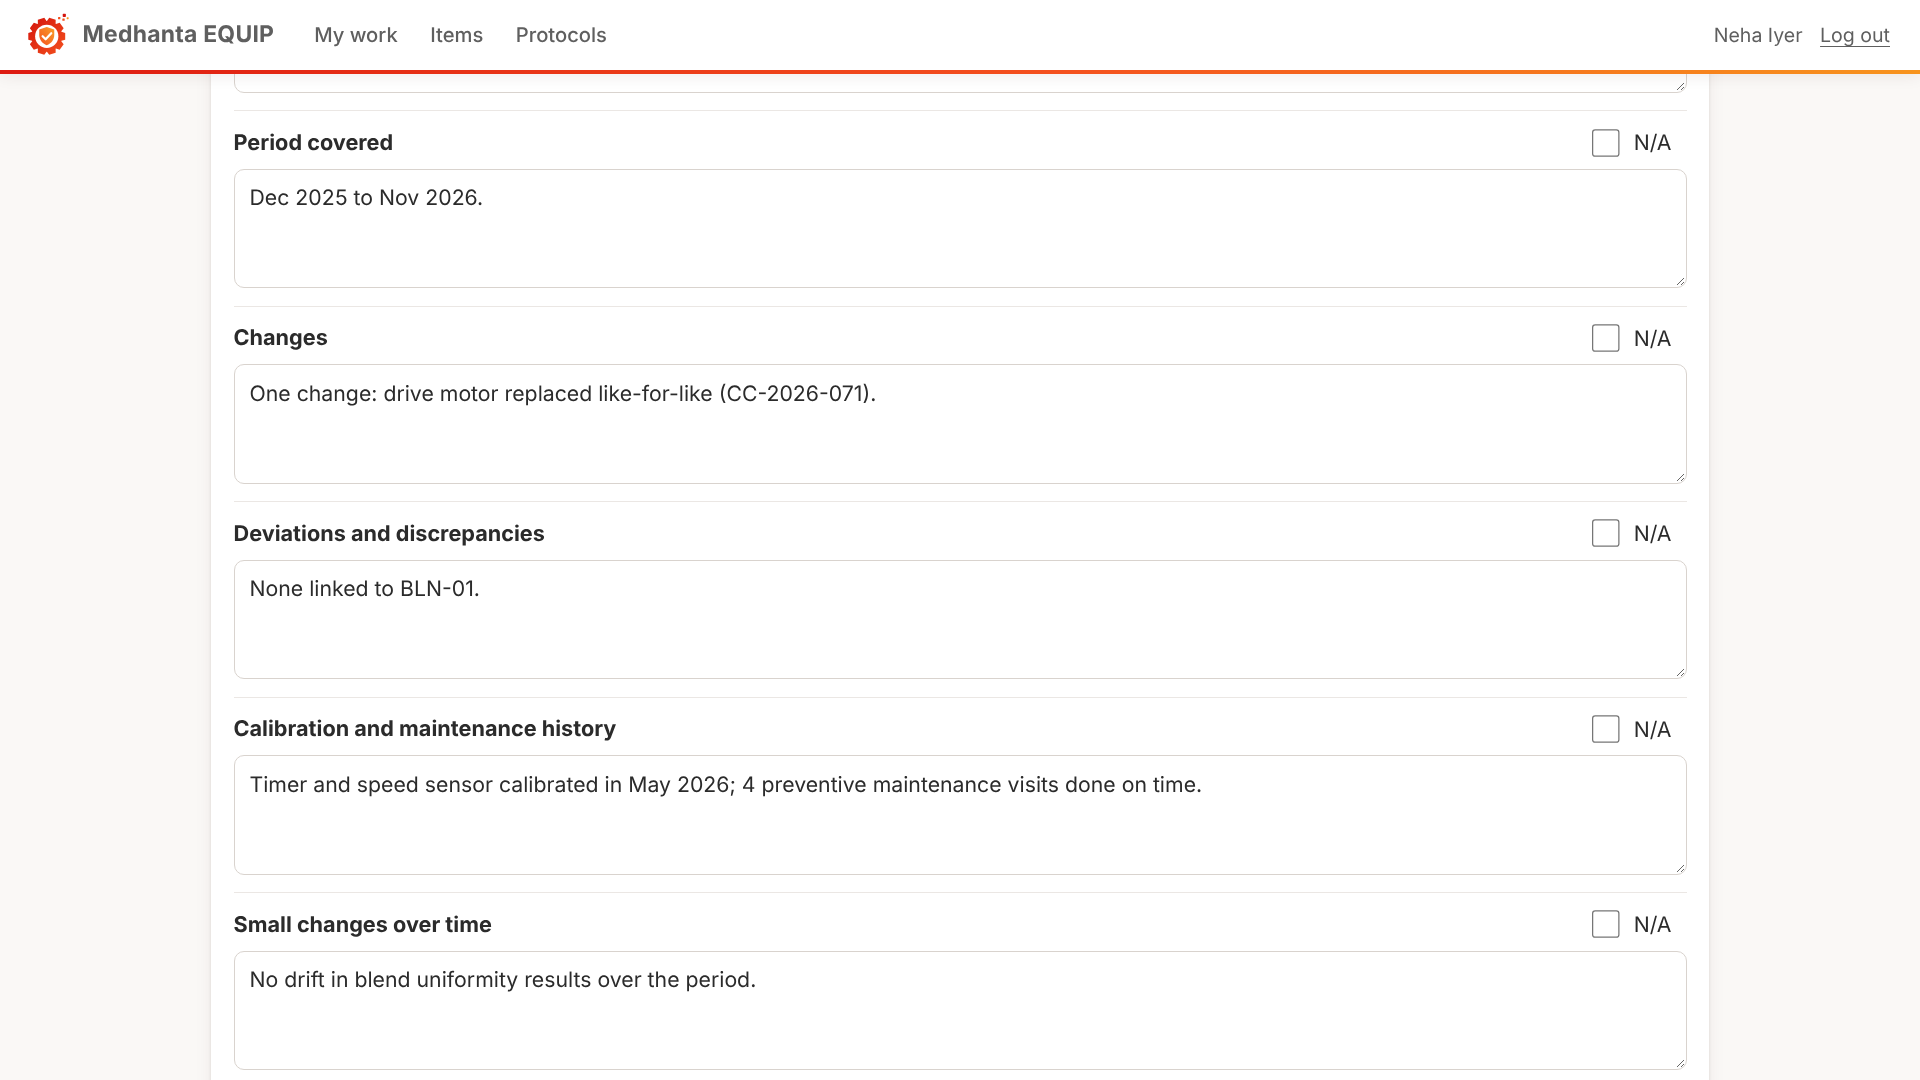 Medhanta EQUIP My work Items Protocols Neha Iyer Log out
Period covered N/A
Dec 2025 to Nov 2026.
Changes N/A
One change: drive motor replaced like-for-like (CC-2026-071).
Deviations and discrepancies N/A
None linked to BLN-01.
Calibration and maintenance history N/A
Timer and speed sensor calibrated in May 2026; 4 preventive maintenance visits done on time.
Small changes over time N/A
No drift in blend uniformity results over the period.